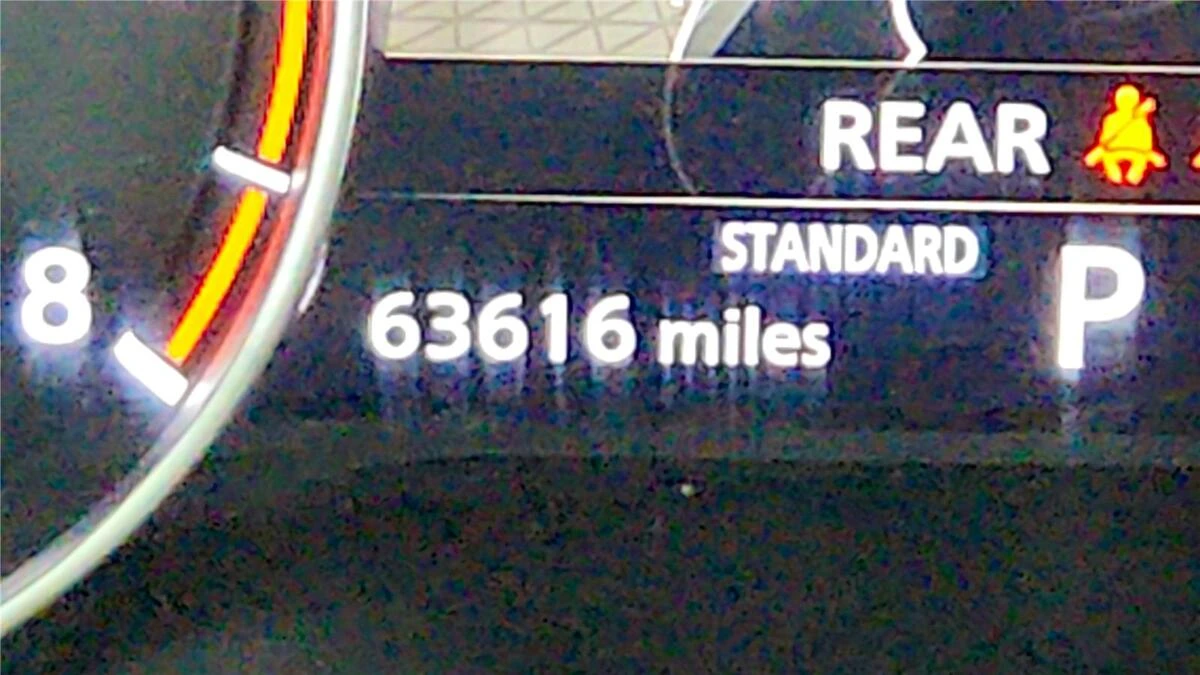 REAR
STANDARD
8
63616 miles
P